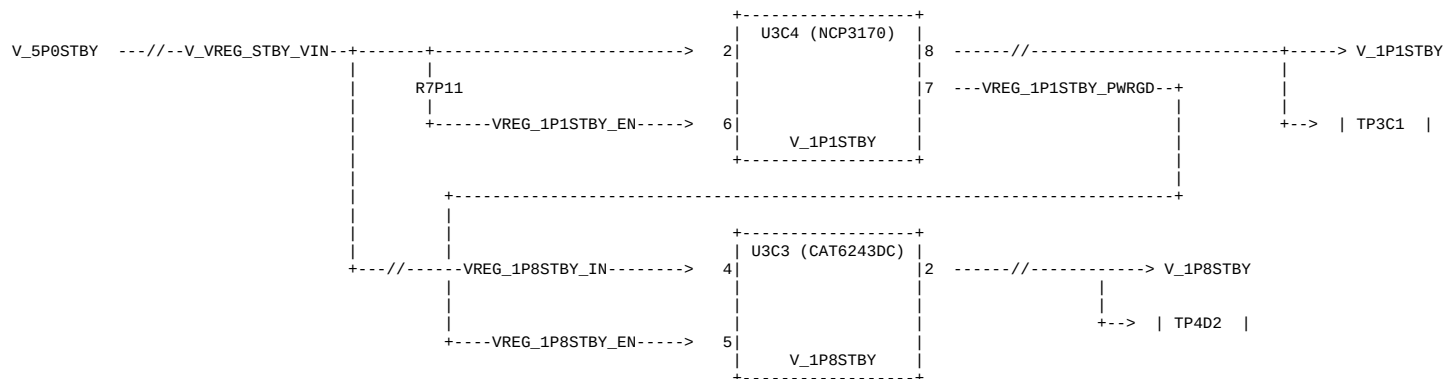 U3C4 (NCP3170)
V_5P0STBY ---//--V_VREG_STBY_VIN--+-------+--------------------------> 2 8 ------//--------------------------+-----> V_1P1STBY
R7P11 7 ---VREG_1P1STBY_PWRGD--+
+------VREG_1P1STBY_EN-----> 6 +--> | TP3C1 |
V_1P1STBY
U3C3 (CAT6243DC)
+---//------VREG_1P8STBY_IN--------> 4 2 ------//------------> V_1P8STBY
+--> | TP4D2 |
+----VREG_1P8STBY_EN-----> 5
V_1P8STBY